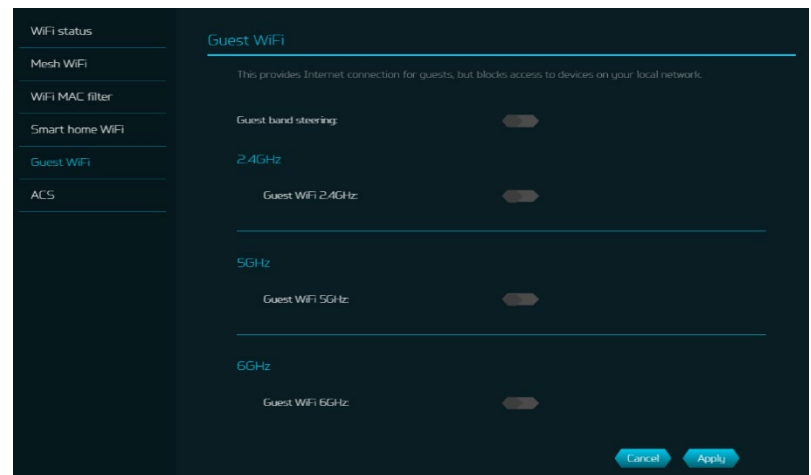 WiFi status
Mesh WiFi
WiFi MAC filter
Smart home WiFi
Guest WiFi
ACS
Guest WiFi
This provides Internet connection for guests, but blocks access to devices on your local network.
Guest band steering:
2.4GHz
Guest WiFi 2.4GHz:
5GHz
Guest WiFi 5GHz:
6GHz
Guest WiFi 6GHz:
Cancel Apply